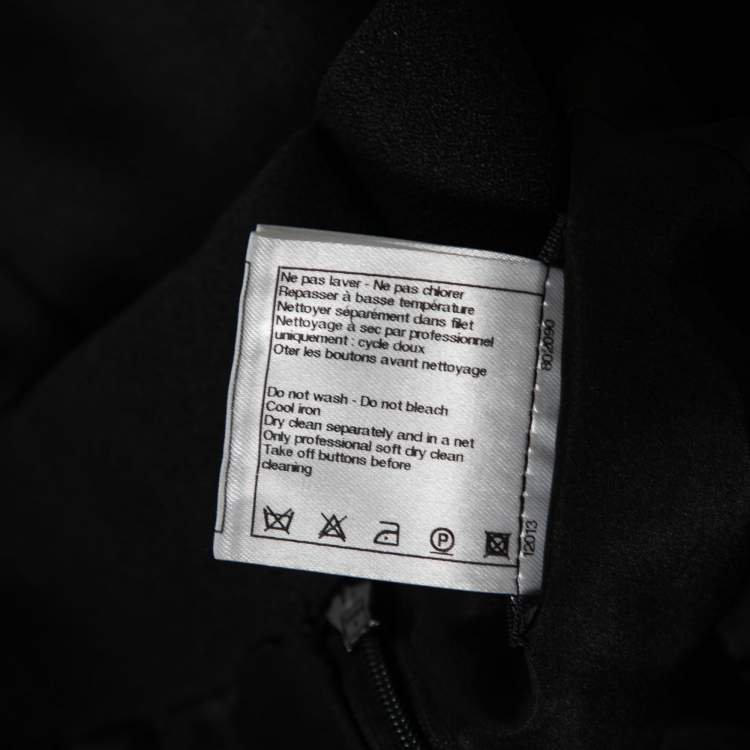 Ne pas laver - Ne pas chlorer
Repasser à basse température
Nettoyer séparément dans filet
Nettoyage à sec par professionnel
uniquement : cycle doux
Oter les boutons avant nettoyage
Do not wash - Do not bleach
Cool iron
Dry clean separately and in a net
Only professional soft dry clean
Take off buttons before
cleaning
P
802090
12013